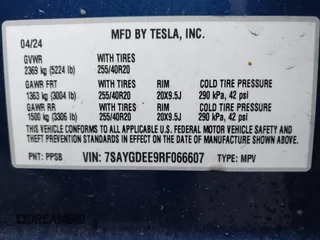 MFD BY TESLA, INC.
04/24
GVWR WITH TIRES
2369 kg (5224 lb) 255/40R20
GAWR FRT WITH TIRES RIM COLD TIRE PRESSURE
1363 kg (3004 lb) 255/40R20 20X9.5J 290 kPa, 42 psi
GAWR RR WITH TIRES RIM COLD TIRE PRESSURE
1500 kg (3306 lb) 255/40R20 20X9.5J 290 kPa, 42 psi
THIS VEHICLE CONFORMS TO ALL APPLICABLE U.S. FEDERAL MOTOR VEHICLE SAFETY AND
THEFT PREVENTION STANDARDS IN EFFECT ON THE DATE OF MANUFACTURE SHOWN ABOVE.
PNT: PPSB VIN: 7SAYGDEE9RF066607 TYPE: MPV